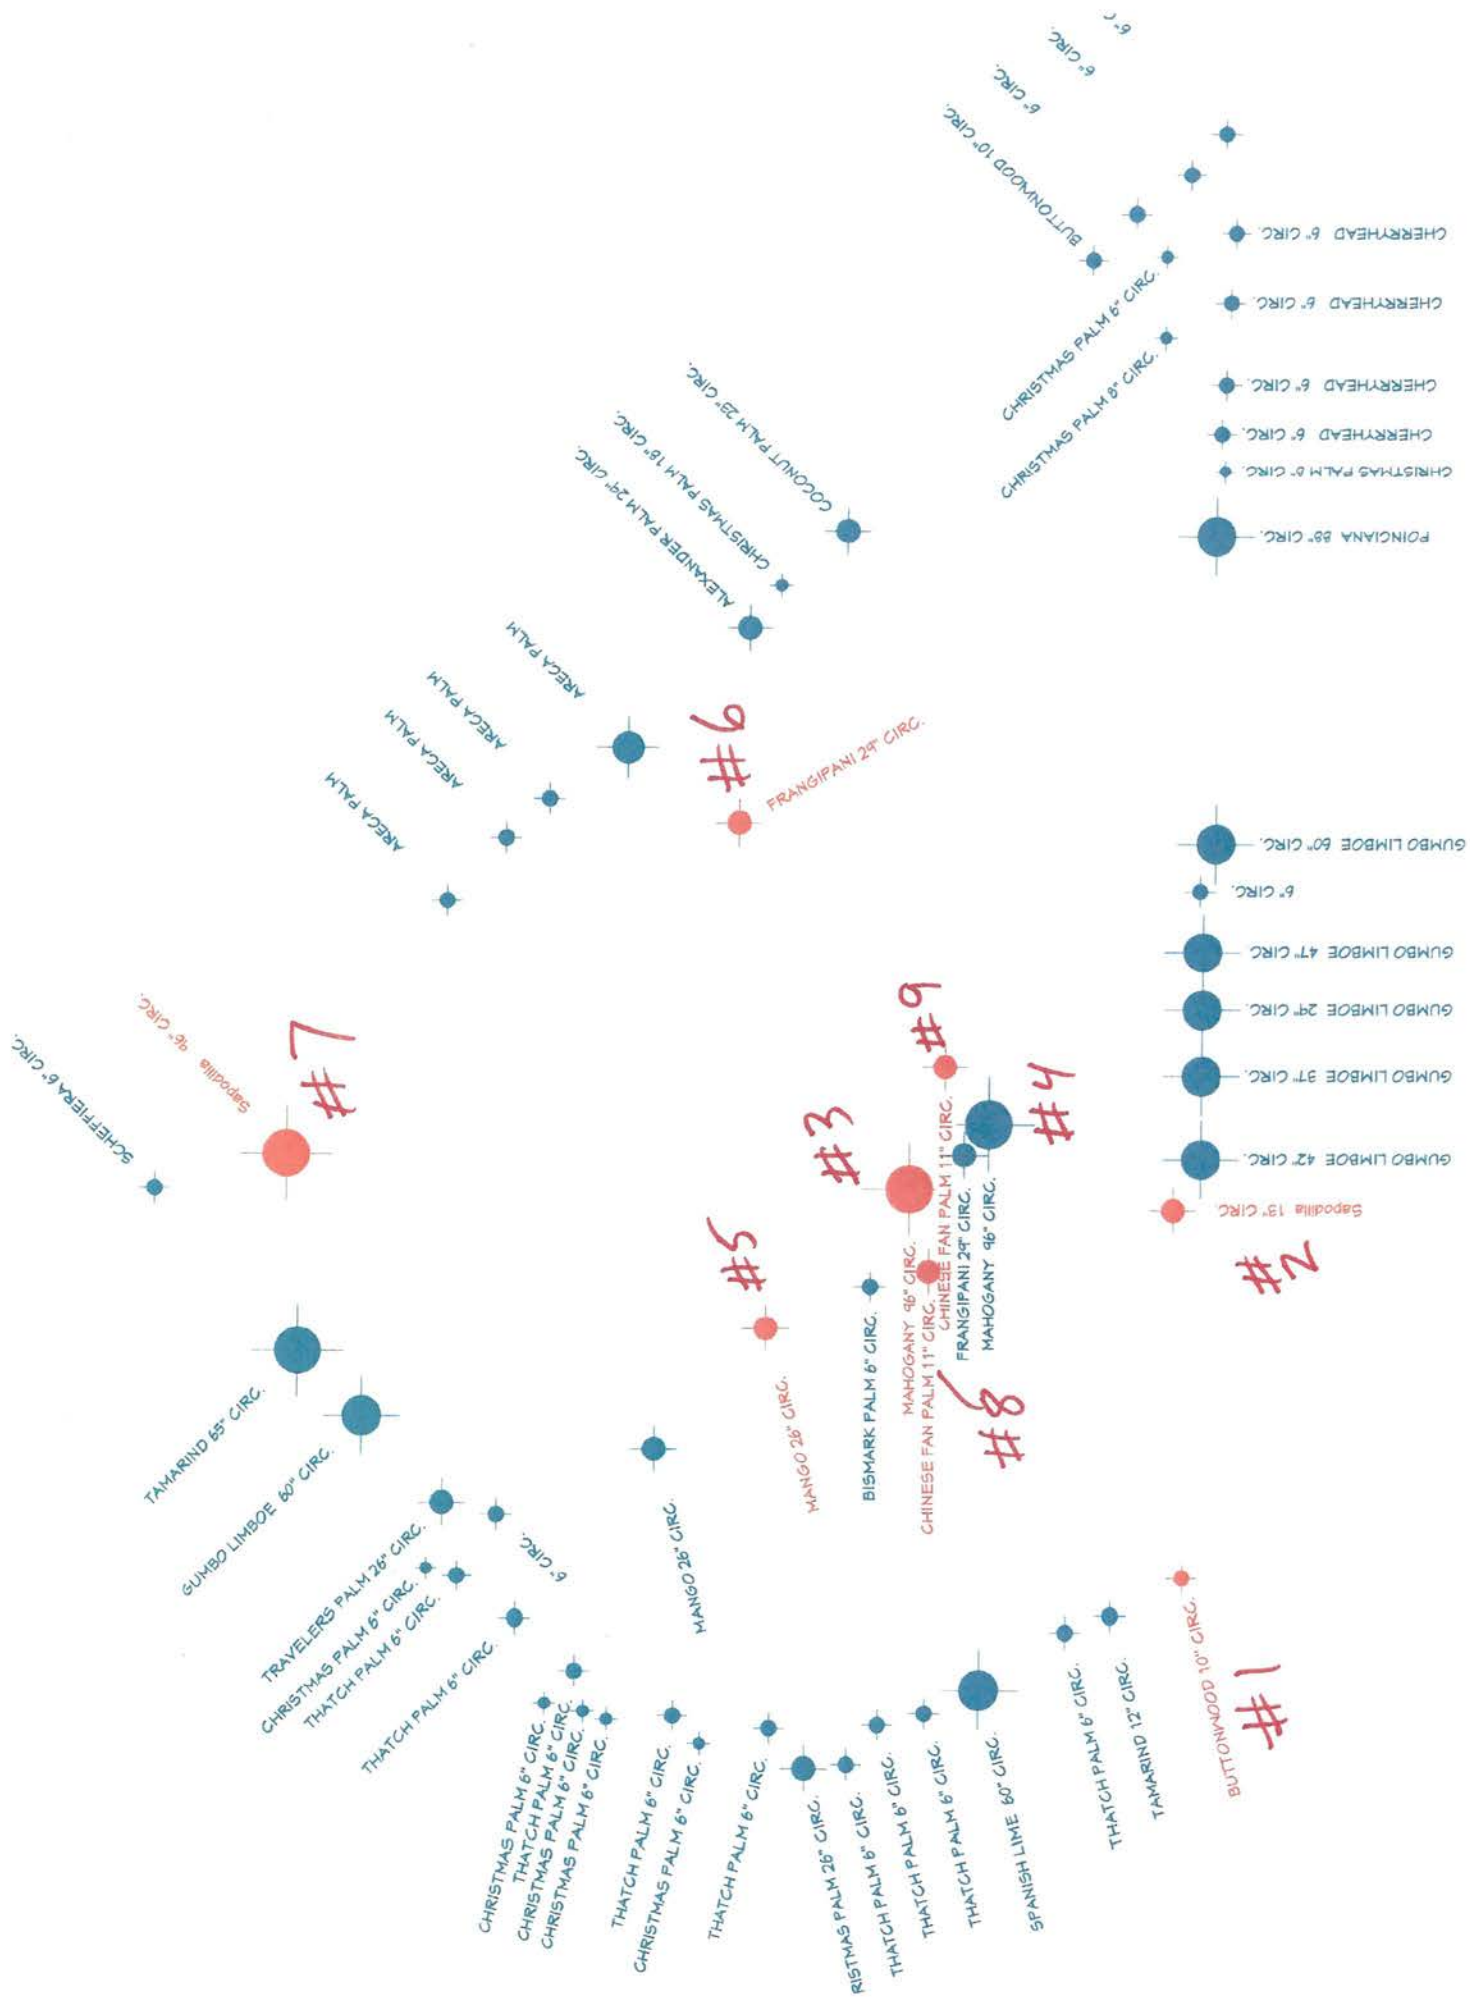 6" CIRC.
6" CIRC.
BUTTONWOOD 10" CIRC.
CHERRYHEAD 6" CIRC.
CHRISTMAS PALM 6" CIRC.
CHERRYHEAD 6" CIRC.
CHRISTMAS PALM 8" CIRC.
CHERRYHEAD 6" CIRC.
CHERRYHEAD 6" CIRC.
CHRISTMAS PALM 8" CIRC.
POINCIANA 88" CIRC.
COCONUT PALM 23" CIRC.
CHRISTMAS PALM 18" CIRC.
ALEXANDER PALM 29" CIRC.
ARECA PALM
ARECA PALM
ARECA PALM
ARECA PALM
#6
FRANGIPANI 29" CIRC.
GUMBO LIMBOE 60" CIRC.
6" CIRC.
GUMBO LIMBOE 47" CIRC.
GUMBO LIMBOE 29" CIRC.
GUMBO LIMBOE 37" CIRC.
GUMBO LIMBOE 42" CIRC.
Sapodilla 13" CIRC.
#2
SCHEFFIERA 6" CIRC.
Sapodilla 96" CIRC.
#7
#9
#3
#4
#5
MANGO 26" CIRC.
BISMARK PALM 6" CIRC.
MAHOGANY 96" CIRC.
CHINESE FAN PALM 11" CIRC.
CHINESE FAN PALM 11" CIRC.
FRANGIPANI 29" CIRC.
MAHOGANY 96" CIRC.
#8
TAMARIND 65" CIRC.
GUMBO LIMBOE 60" CIRC.
TRAVELERS PALM 26" CIRC.
CHRISTMAS PALM 6" CIRC.
THATCH PALM 6" CIRC.
6" CIRC.
THATCH PALM 6" CIRC.
MANGO 26" CIRC.
CHRISTMAS PALM 6" CIRC.
THATCH PALM 6" CIRC.
CHRISTMAS PALM 6" CIRC.
CHRISTMAS PALM 6" CIRC.
THATCH PALM 6" CIRC.
CHRISTMAS PALM 6" CIRC.
THATCH PALM 6" CIRC.
RISTMAS PALM 26" CIRC.
THATCH PALM 6" CIRC.
THATCH PALM 6" CIRC.
THATCH PALM 6" CIRC.
SPANISH LIME 60" CIRC.
THATCH PALM 6" CIRC.
TAMARIND 12" CIRC.
BUTTONWOOD 10" CIRC.
#1